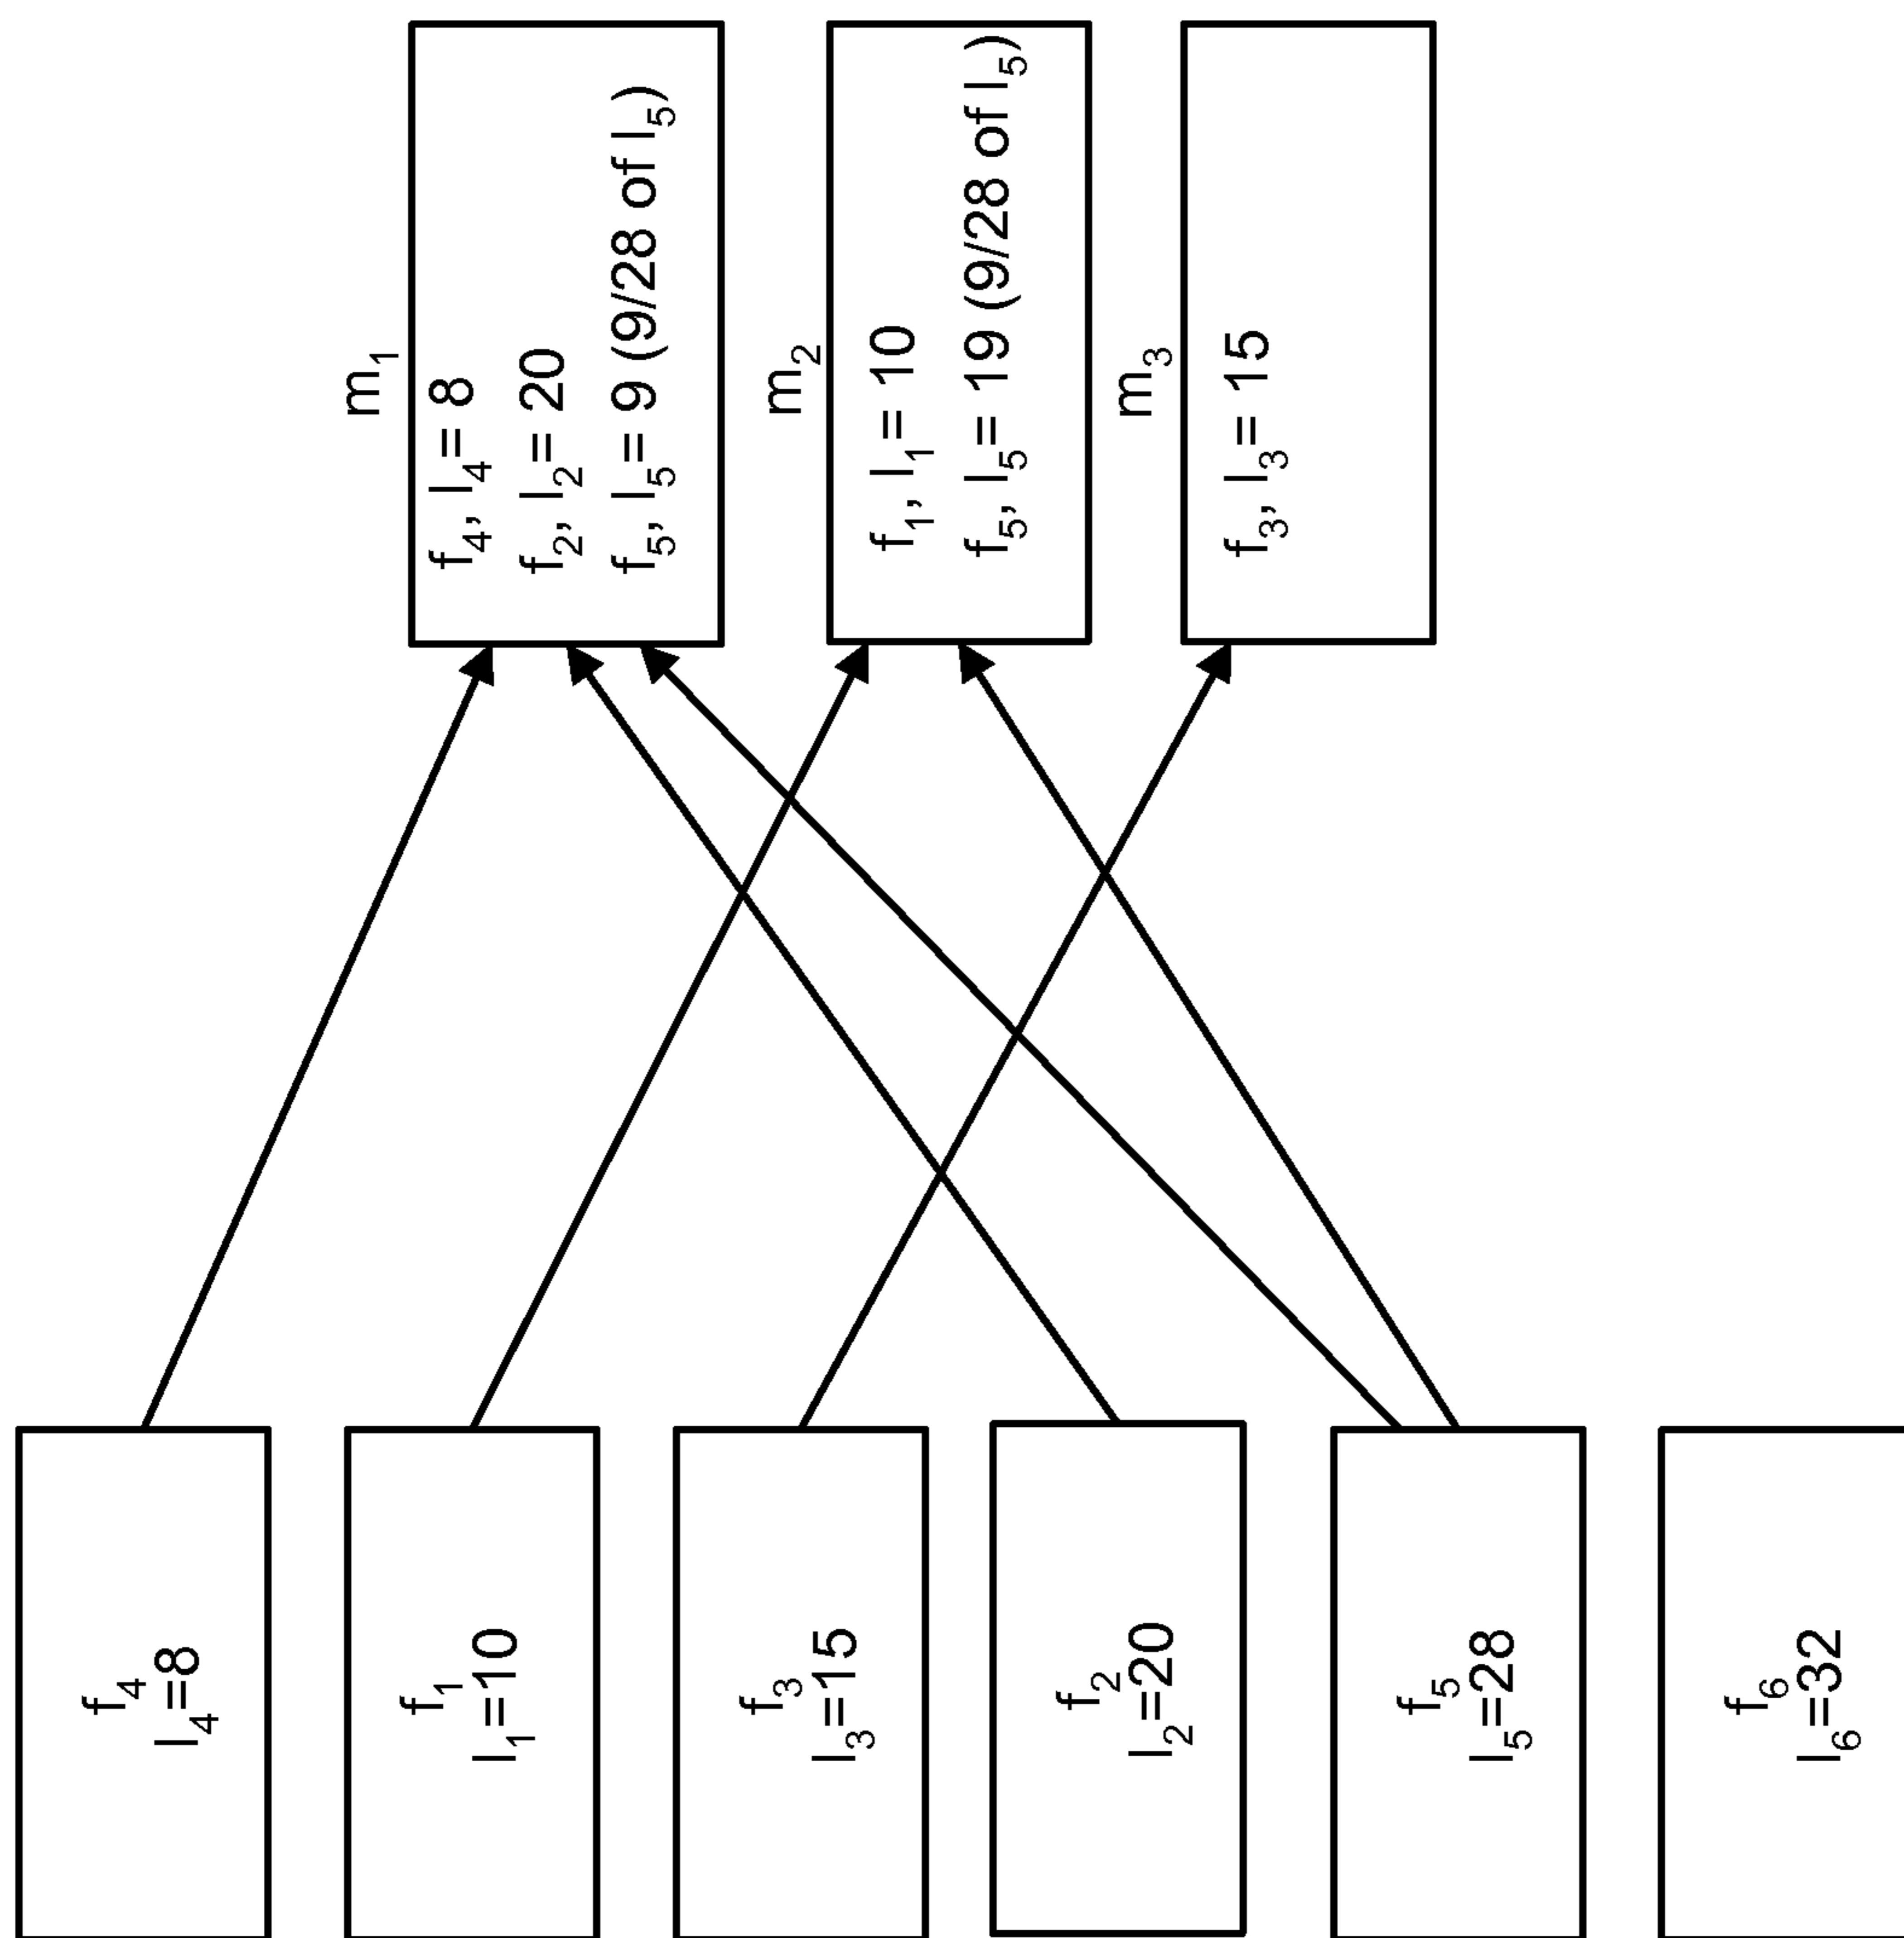 f₄
l₄=8
f₁
l₁=10
f₃
l₃=15
f₂
l₂=20
f₅
l₅=28
f₆
l₆=32
m₁
f₄, l₄= 8
f₂, l₂= 20
f₅, l₅= 9 (9/28 of l₅)
m₂
f₁, l₁= 10
f₅, l₅= 19 (9/28 of l₅)
m₃
f₃, l₃= 15